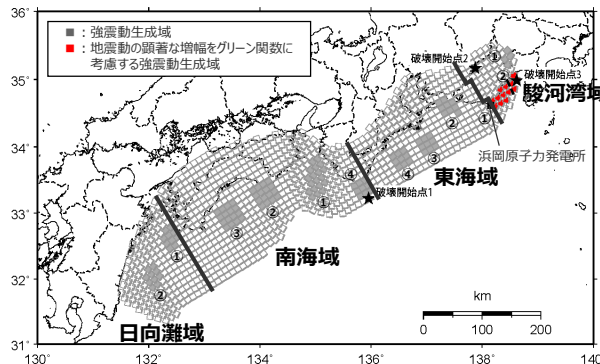 ：強震動生成域
：地震動の顕著な増幅をグリーン関数に
考慮する強震動生成域
36°
35°
34°
33°
32°
31°
130°
132°
134°
136°
138°
140°
破壊開始点2
①
破壊開始点3
②
駿河湾域
②
①
浜岡原子力発電所
③
④
東海域
④
破壊開始点1
①
②
③
南海域
①
②
日向灘域
km
0
100
200